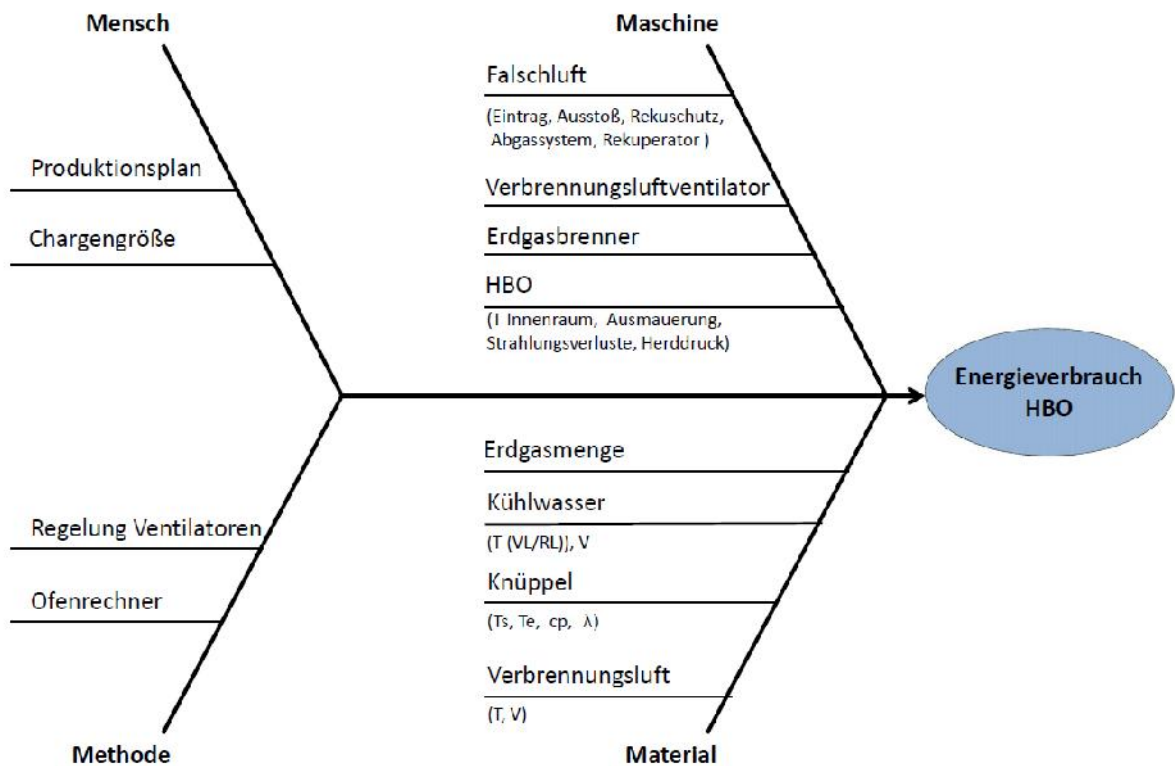 Mensch
Produktionsplan
Chargengröße
Maschine
Falschluft
(Eintrag, Ausstoß, Rekuschutz,
Abgassystem, Rekuperator )
Verbrennungsluftventilator
Erdgasbrenner
HBO
(T Innenraum, Ausmauerung,
Strahlungsverluste, Herddruck)
Energieverbrauch
HBO
Regelung Ventilatoren
Ofenrechner
Methode
Erdgasmenge
Kühlwasser
(T (VL/RL)), V
Knüppel
(Ts, Te, cp, λ)
Verbrennungsluft
(T, V)
Material